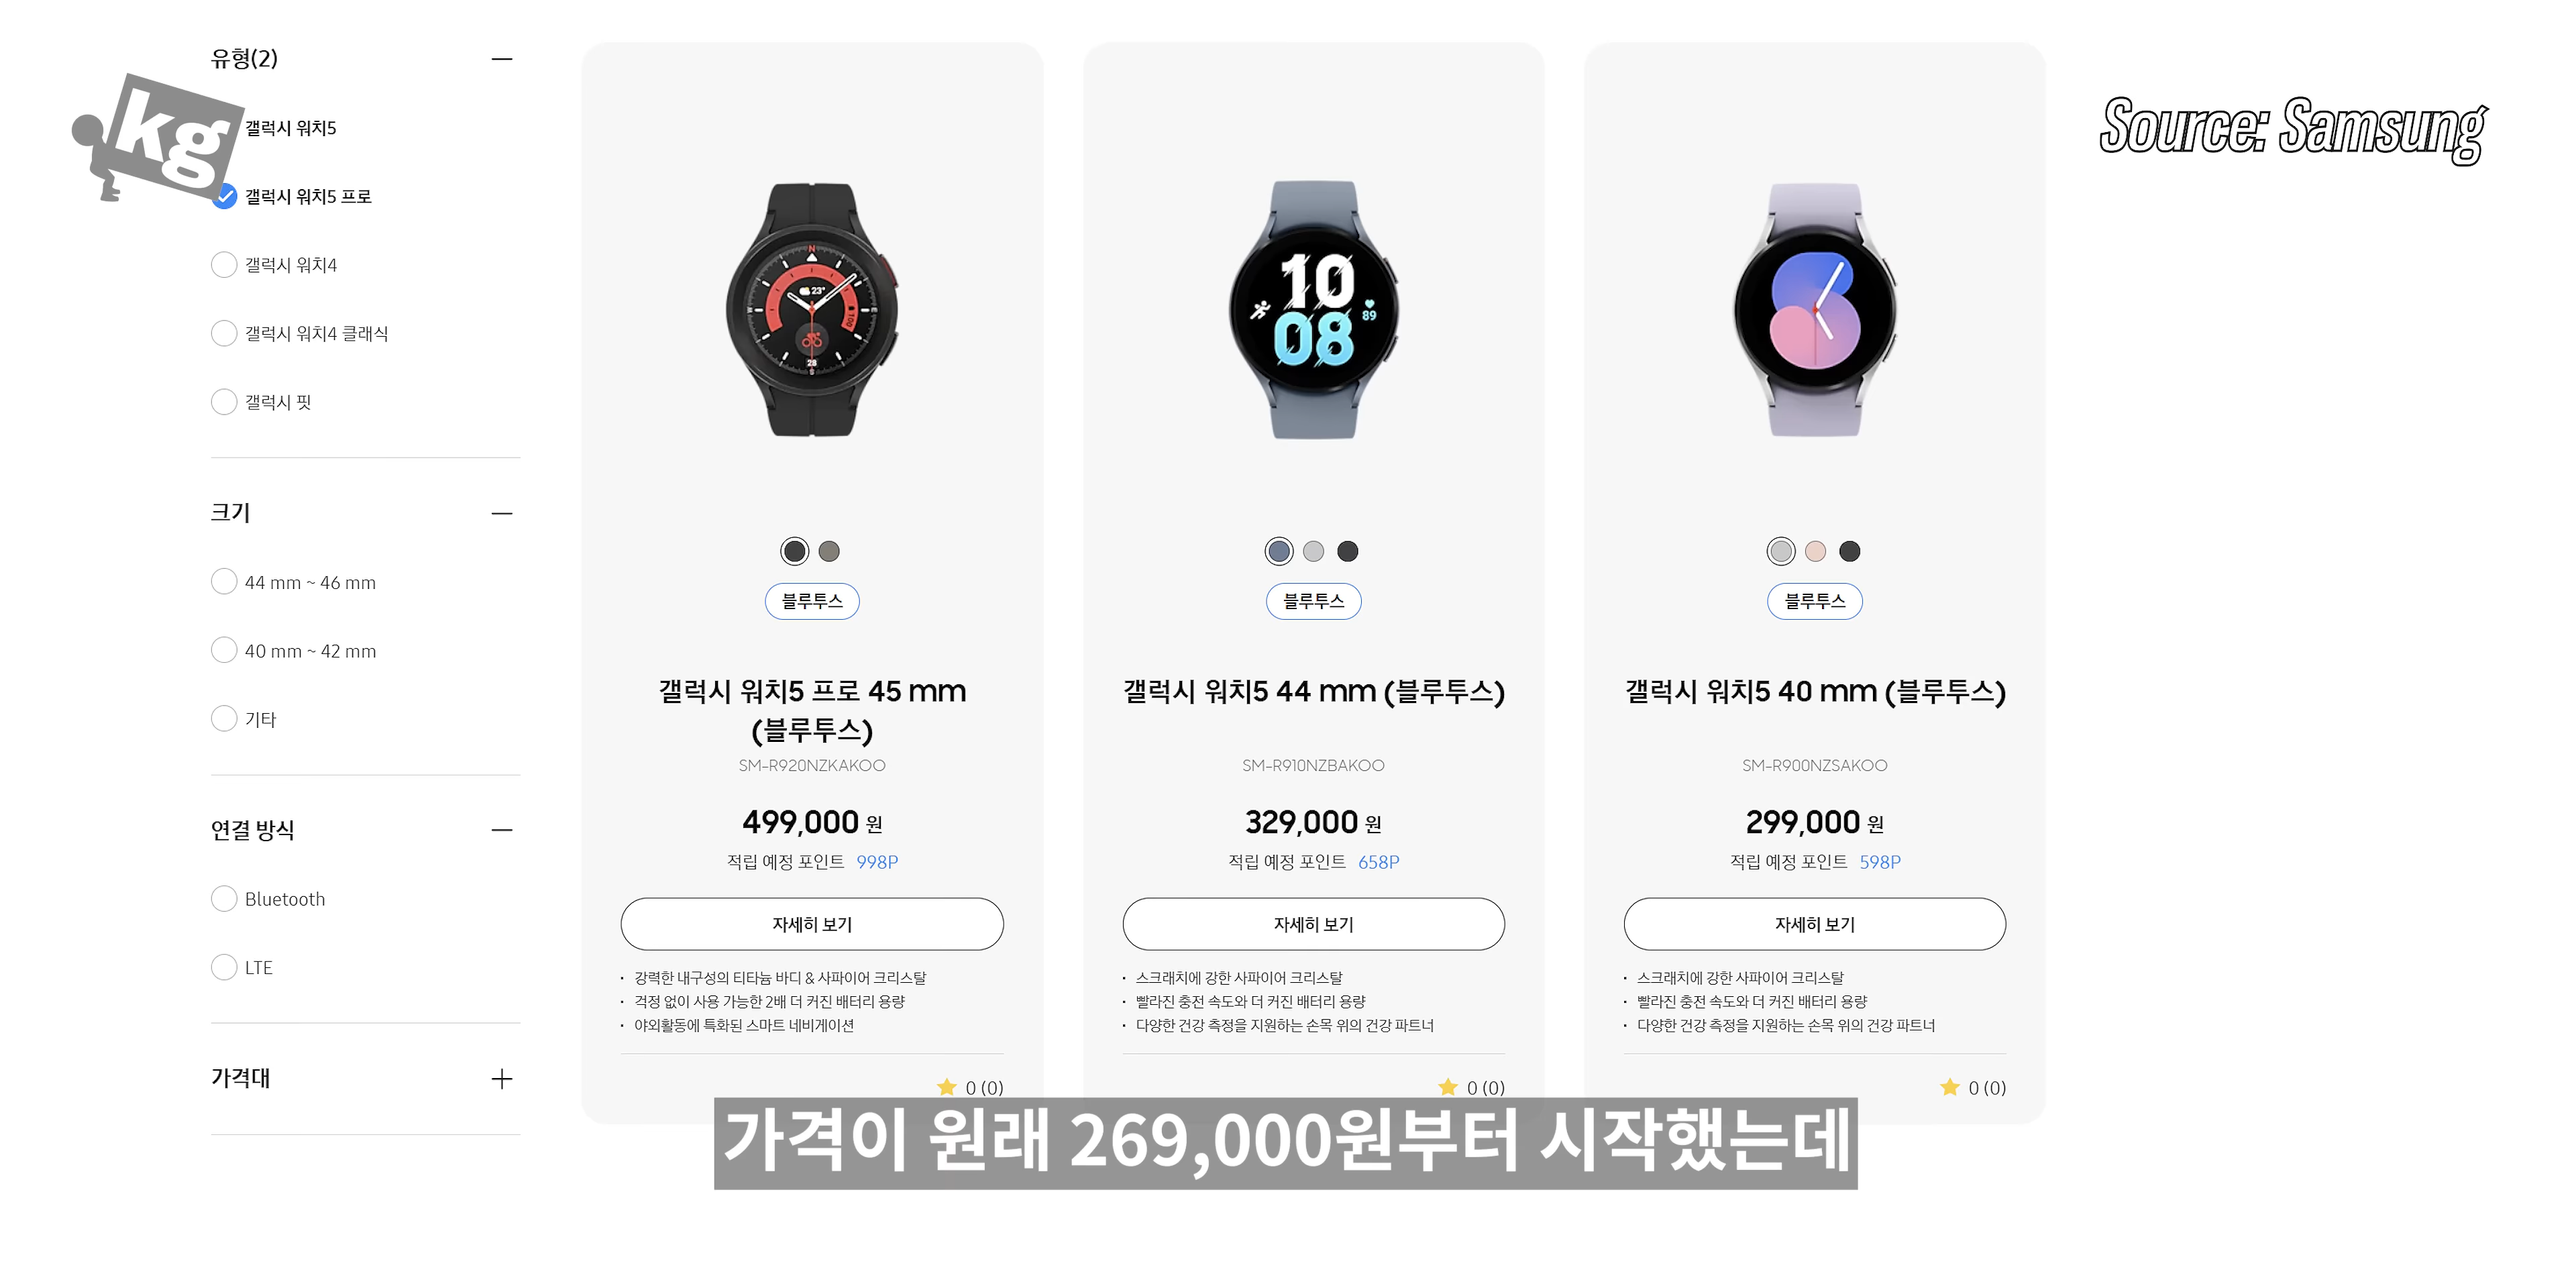 유형(2)
kg
갤럭시 워치5
갤럭시 워치5 프로
갤럭시 워치4
갤럭시 워치4 클래식
갤럭시 핏
크기
44 mm ~ 46 mm
40 mm ~ 42 mm
기타
연결 방식
Bluetooth
LTE
가격대
N
23°
100
28
S
블루투스
갤럭시 워치5 프로 45 mm
(블루투스)
SM-R920NZKAKOO
499,000 원
적립 예정 포인트 998P
자세히 보기
· 강력한 내구성의 티타늄 바디 & 사파이어 크리스탈
· 걱정 없이 사용 가능한 2배 더 커진 배터리 용량
· 야외활동에 특화된 스마트 네비게이션
0 (0)
10
08
89
블루투스
갤럭시 워치5 44 mm (블루투스)
SM-R910NZBAKOO
329,000 원
적립 예정 포인트 658P
자세히 보기
· 스크래치에 강한 사파이어 크리스탈
· 빨라진 충전 속도와 더 커진 배터리 용량
· 다양한 건강 측정을 지원하는 손목 위의 건강 파트너
0 (0)
블루투스
갤럭시 워치5 40 mm (블루투스)
SM-R900NZSAKOO
299,000 원
적립 예정 포인트 598P
자세히 보기
· 스크래치에 강한 사파이어 크리스탈
· 빨라진 충전 속도와 더 커진 배터리 용량
· 다양한 건강 측정을 지원하는 손목 위의 건강 파트너
0 (0)
Source: Samsung
가격이 원래 269,000원부터 시작했는데